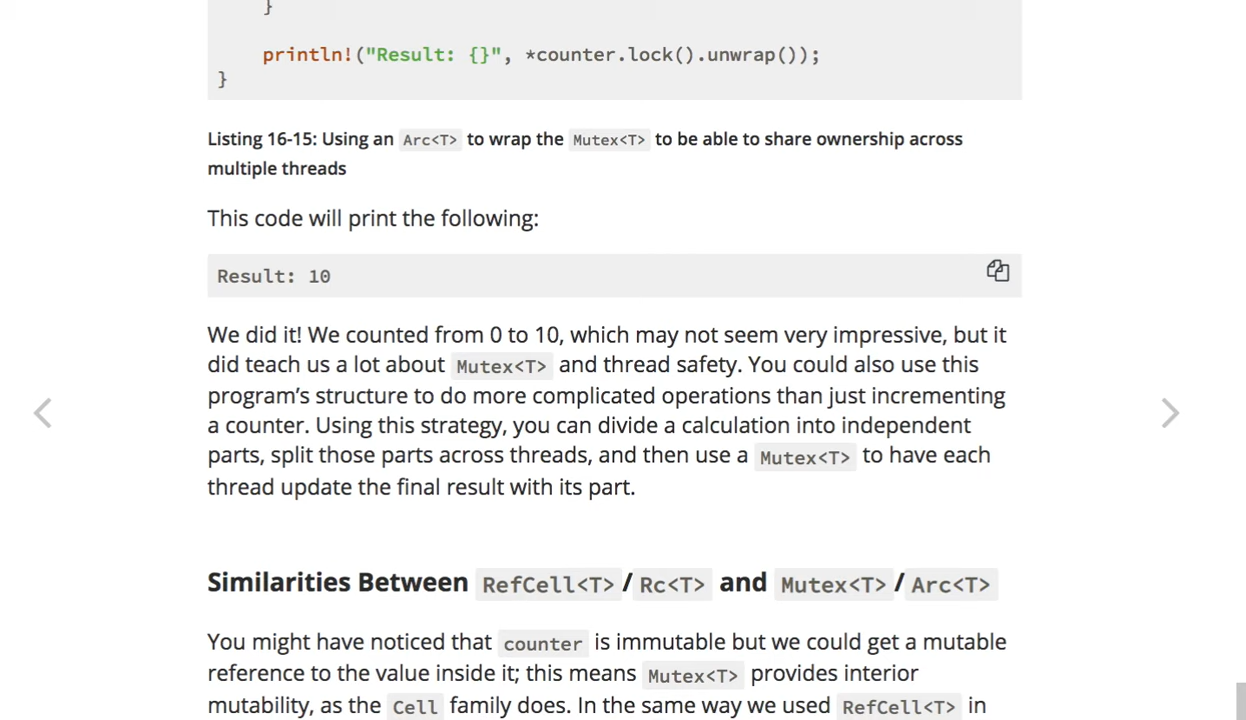 }
println!("Result: {}", *counter.lock().unwrap());
}
Listing 16-15: Using an Arc<T> to wrap the Mutex<T> to be able to share ownership across
multiple threads
This code will print the following:
Result: 10
We did it! We counted from 0 to 10, which may not seem very impressive, but it
did teach us a lot about Mutex<T> and thread safety. You could also use this
program’s structure to do more complicated operations than just incrementing
a counter. Using this strategy, you can divide a calculation into independent
parts, split those parts across threads, and then use a Mutex<T> to have each
thread update the final result with its part.
Similarities Between RefCell<T>/Rc<T> and Mutex<T>/Arc<T>
You might have noticed that counter is immutable but we could get a mutable
reference to the value inside it; this means Mutex<T> provides interior
mutability, as the Cell family does. In the same way we used RefCell<T> in